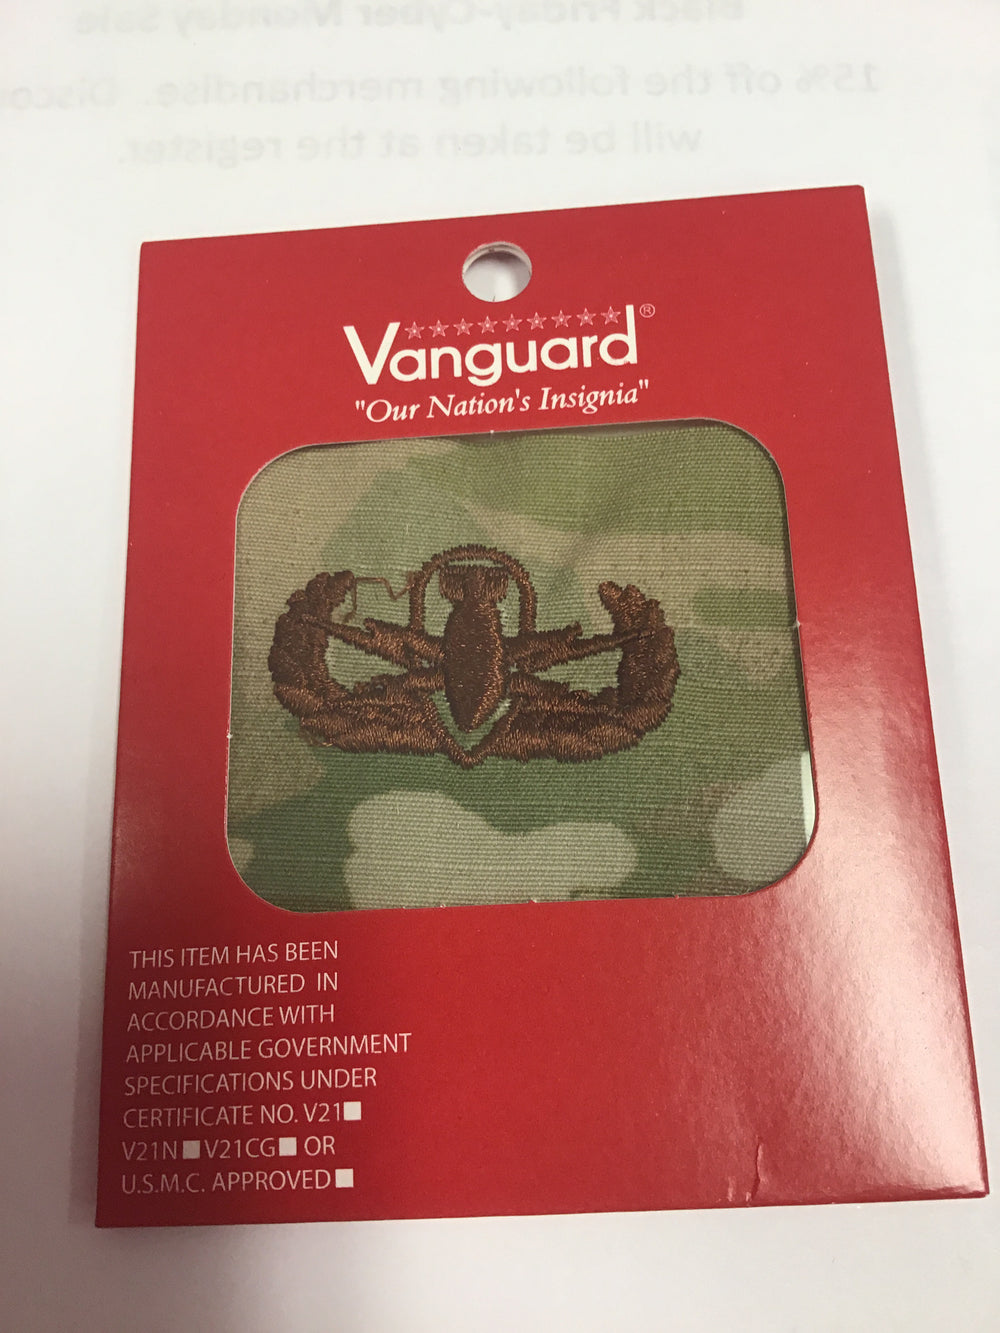 Black Friday-Cyber Monday Sale
15% off the following merchandise. Disco
will be taken at the register.
Vanguard®
"Our Nation's Insignia"
THIS ITEM HAS BEEN
MANUFACTURED IN
ACCORDANCE WITH
APPLICABLE GOVERNMENT
SPECIFICATIONS UNDER
CERTIFICATE NO. V21
V21N V21CG OR
U.S.M.C. APPROVED